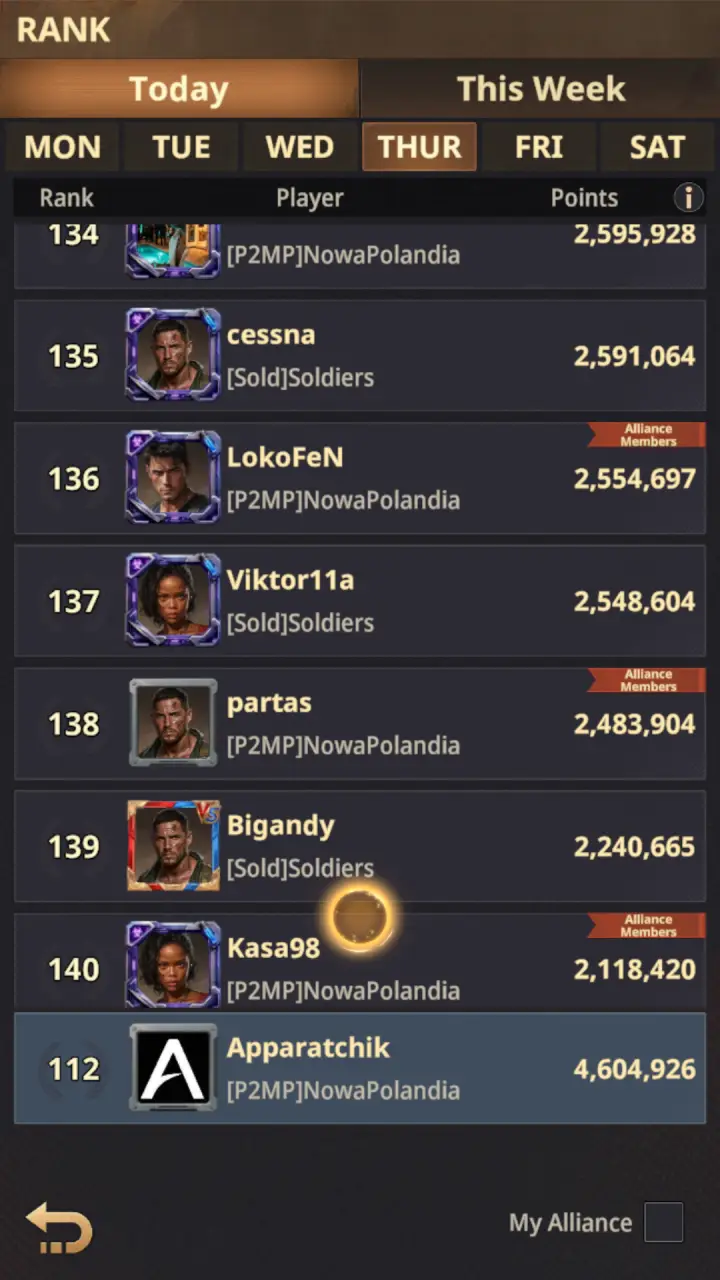 RANK
Today
This Week
MON
TUE
WED
THUR
FRI
SAT
Rank
Player
Points
i
134
[P2MP]NowaPolandia
2,595,928
135
cessna
[Sold]Soldiers
2,591,064
Alliance
Members
136
LokoFeN
[P2MP]NowaPolandia
2,554,697
137
Viktor11a
[Sold]Soldiers
2,548,604
Alliance
Members
138
partas
[P2MP]NowaPolandia
2,483,904
139
VS
Bigandy
[Sold]Soldiers
2,240,665
Alliance
Members
140
Kasa98
[P2MP]NowaPolandia
2,118,420
112
A
Apparatchik
[P2MP]NowaPolandia
4,604,926
My Alliance